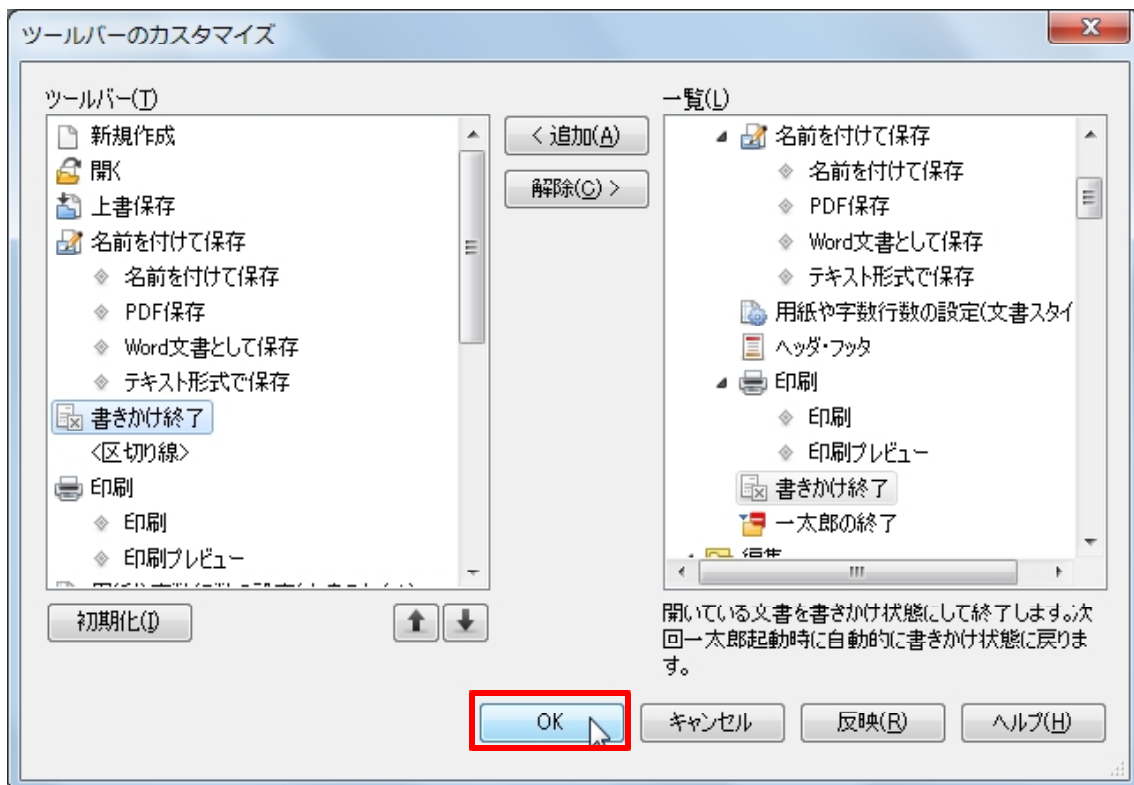 ツールバーのカスタマイズ
ツールバー(T)
新規作成
開く
上書保存
名前を付けて保存
名前を付けて保存
PDF保存
Word文書として保存
テキスト形式で保存
書きかけ終了
<区切り線>
印刷
印刷
印刷プレビュー
初期化(I)
< 追加(A)
解除(C) >
一覧(L)
名前を付けて保存
名前を付けて保存
PDF保存
Word文書として保存
テキスト形式で保存
用紙や字数行数の設定(文書スタイ
ヘッダ・フッタ
印刷
印刷
印刷プレビュー
書きかけ終了
一太郎の終了
編集
開いている文書を書きかけ状態にして終了します。次
回一太郎起動時に自動的に書きかけ状態に戻りま
す。
OK
キャンセル
反映(R)
ヘルプ(H)